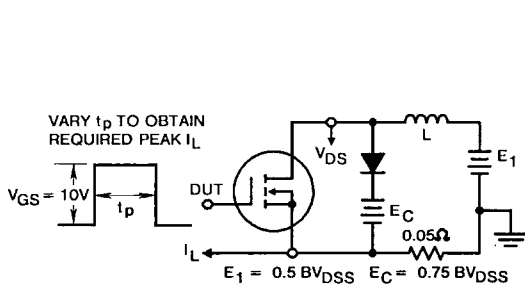 VARY tp TO OBTAIN
REQUIRED PEAK IL
VGS = 10V
tp
DUT
VDS
L
E1
EC
0.05Ω
IL
E1 = 0.5 BVDSS EC = 0.75 BVDSS